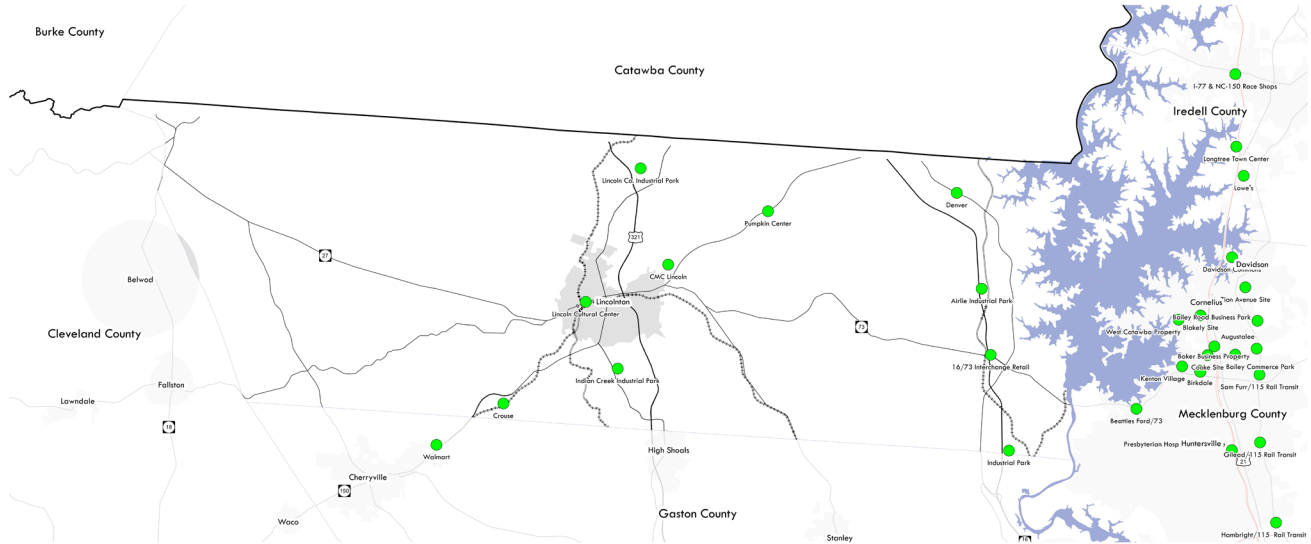 Burke County
Catawba County
I-77 & NC-150 Race Shops
Iredell County
Longtree Town Center
Lincoln Co. Industrial Park
Lowe's
Denver
Pumpkin Center
321
27
Davidson
Davidson Commons
CMC Lincoln
Belwod
Lincolnton
Lincoln Cultural Center
Airlie Industrial Park
Cornelius
Avenue Site
Bailey Road Business Park
73
West Catawba Property
Blakely Site
Cleveland County
Augustalee
Baker Business Property
16/73 Interchange Retail
Cooke Site
Bailey Commerce Park
Kenton Village
Birkdale
Indian Creek Industrial Park
Sam Furr/115 Rail Transit
Fallston
Lawndale
Crouse
Mecklenburg County
Beatties Ford/73
18
Presbyterian Hosp
Huntersville
Gilead/115 Rail Transit
21
High Shoals
Walmart
Industrial Park
Cherryville
150
Gaston County
Waco
Hambright/115 Rail Transit
Stanley
16